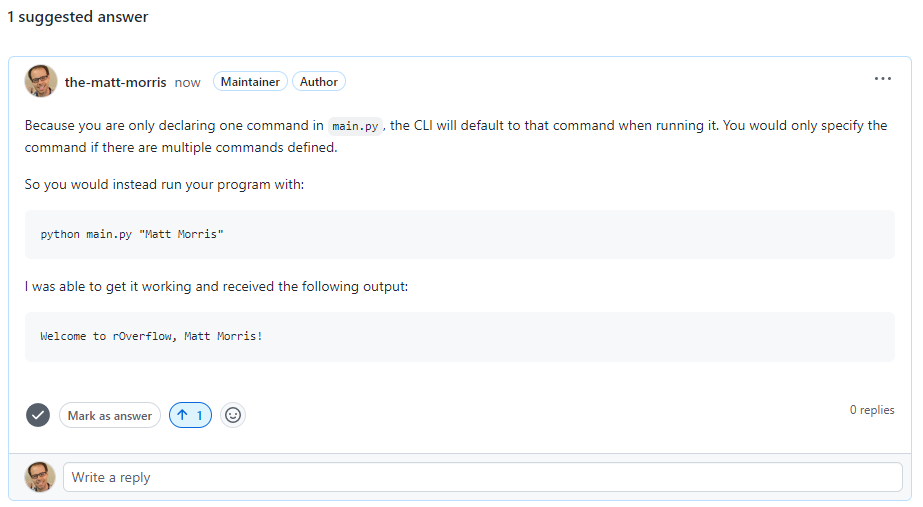 1 suggested answer
the-matt-morris now Maintainer Author
Because you are only declaring one command in main.py, the CLI will default to that command when running it. You would only specify the
command if there are multiple commands defined.
So you would instead run your program with:
python main.py "Matt Morris"
I was able to get it working and received the following output:
Welcome to rOverflow, Matt Morris!
Mark as answer 1
0 replies
Write a reply